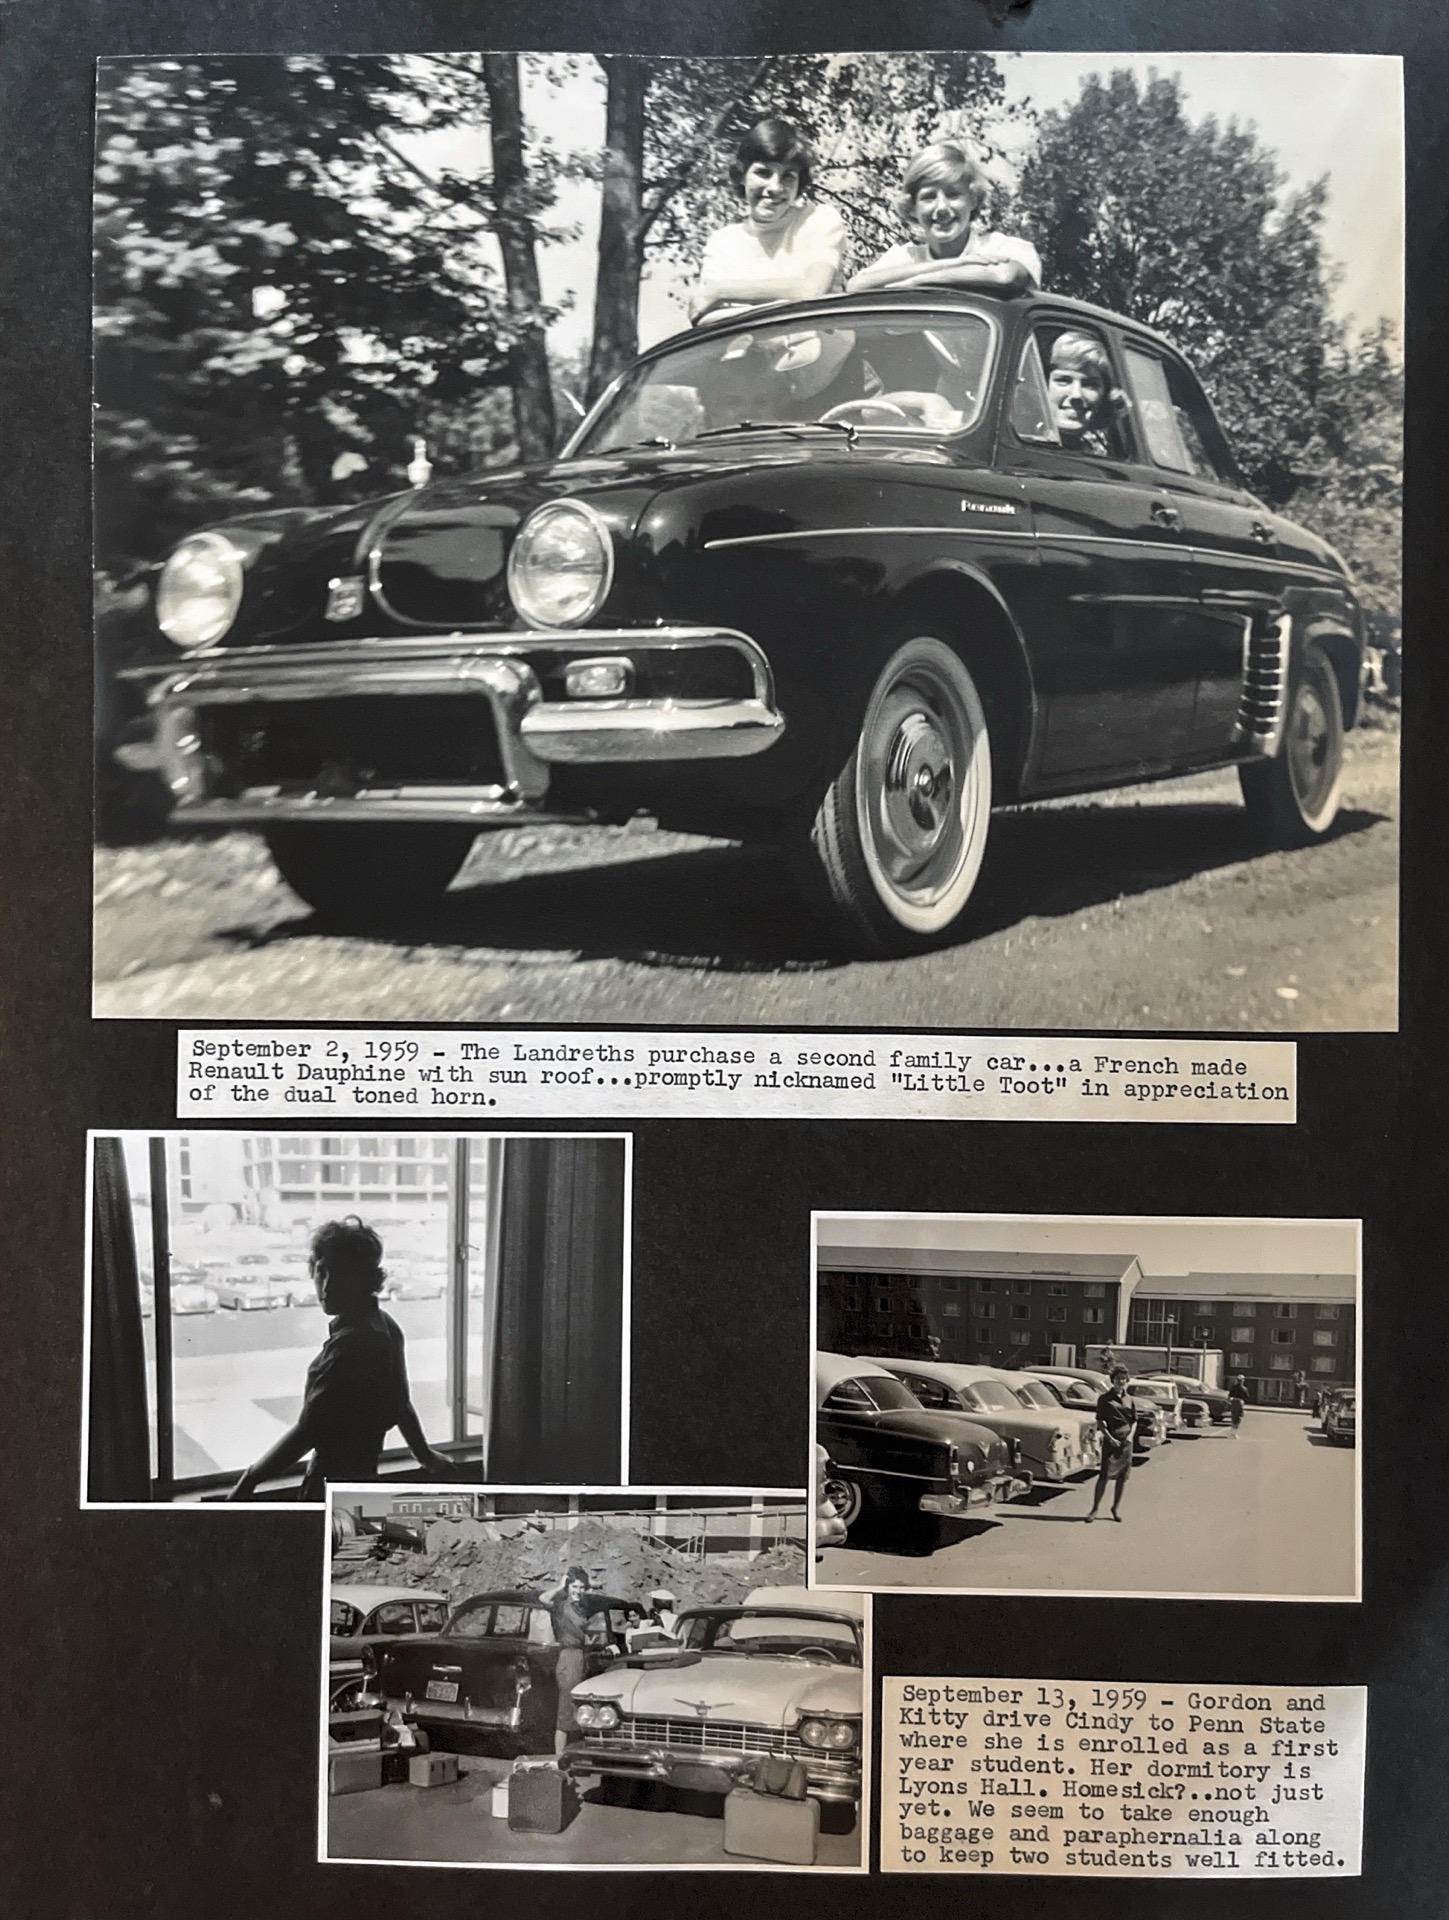 Renault
September 2, 1959 - The Landreths purchase a second family car...a French made
Renault Dauphine with sun roof...promptly nicknamed "Little Toot" in appreciation
of the dual toned horn.
September 13, 1959 - Gordon and
Kitty drive Cindy to Penn State
where she is enrolled as a first
year student. Her dormitory is
Lyons Hall. Homesick?..not just
yet. We seem to take enough
baggage and paraphernalia along
to keep two students well fitted.